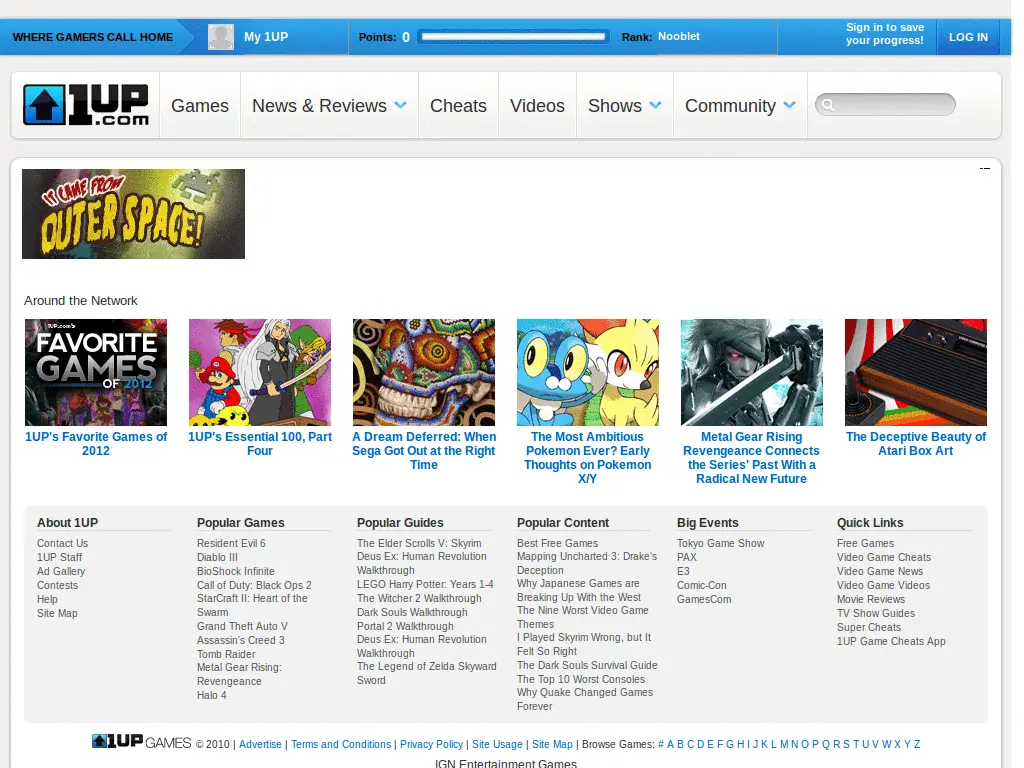 WHERE GAMERS CALL HOME
My 1UP
Points: 0
Rank: Nooblet
Sign in to save
your progress!
LOG IN
1UP.com
Games
News & Reviews
Cheats
Videos
Shows
Community
IT CAME FROM
OUTER SPACE!
Around the Network
1UP.com's
FAVORITE
GAMES
OF 2012
1UP's Favorite Games of
2012
1UP's Essential 100, Part
Four
A Dream Deferred: When
Sega Got Out at the Right
Time
The Most Ambitious
Pokemon Ever? Early
Thoughts on Pokemon
X/Y
Metal Gear Rising
Revengeance Connects
the Series' Past With a
Radical New Future
The Deceptive Beauty of
Atari Box Art
About 1UP
Contact Us
1UP Staff
Ad Gallery
Contests
Help
Site Map
Popular Games
Resident Evil 6
Diablo III
BioShock Infinite
Call of Duty: Black Ops 2
StarCraft II: Heart of the
Swarm
Grand Theft Auto V
Assassin's Creed 3
Tomb Raider
Metal Gear Rising:
Revengeance
Halo 4
Popular Guides
The Elder Scrolls V: Skyrim
Deus Ex: Human Revolution
Walkthrough
LEGO Harry Potter: Years 1-4
The Witcher 2 Walkthrough
Dark Souls Walkthrough
Portal 2 Walkthrough
Deus Ex: Human Revolution
Walkthrough
The Legend of Zelda Skyward
Sword
Popular Content
Best Free Games
Mapping Uncharted 3: Drake's
Deception
Why Japanese Games are
Breaking Up With the West
The Nine Worst Video Game
Themes
I Played Skyrim Wrong, but It
Felt So Right
The Dark Souls Survival Guide
The Top 10 Worst Consoles
Why Quake Changed Games
Forever
Big Events
Tokyo Game Show
PAX
E3
Comic-Con
GamesCom
Quick Links
Free Games
Video Game Cheats
Video Game News
Video Game Videos
Movie Reviews
TV Show Guides
Super Cheats
1UP Game Cheats App
1UP GAMES © 2010 | Advertise | Terms and Conditions | Privacy Policy | Site Usage | Site Map | Browse Games: # A B C D E F G H I J K L M N O P Q R S T U V W X Y Z
IGN Entertainment Games